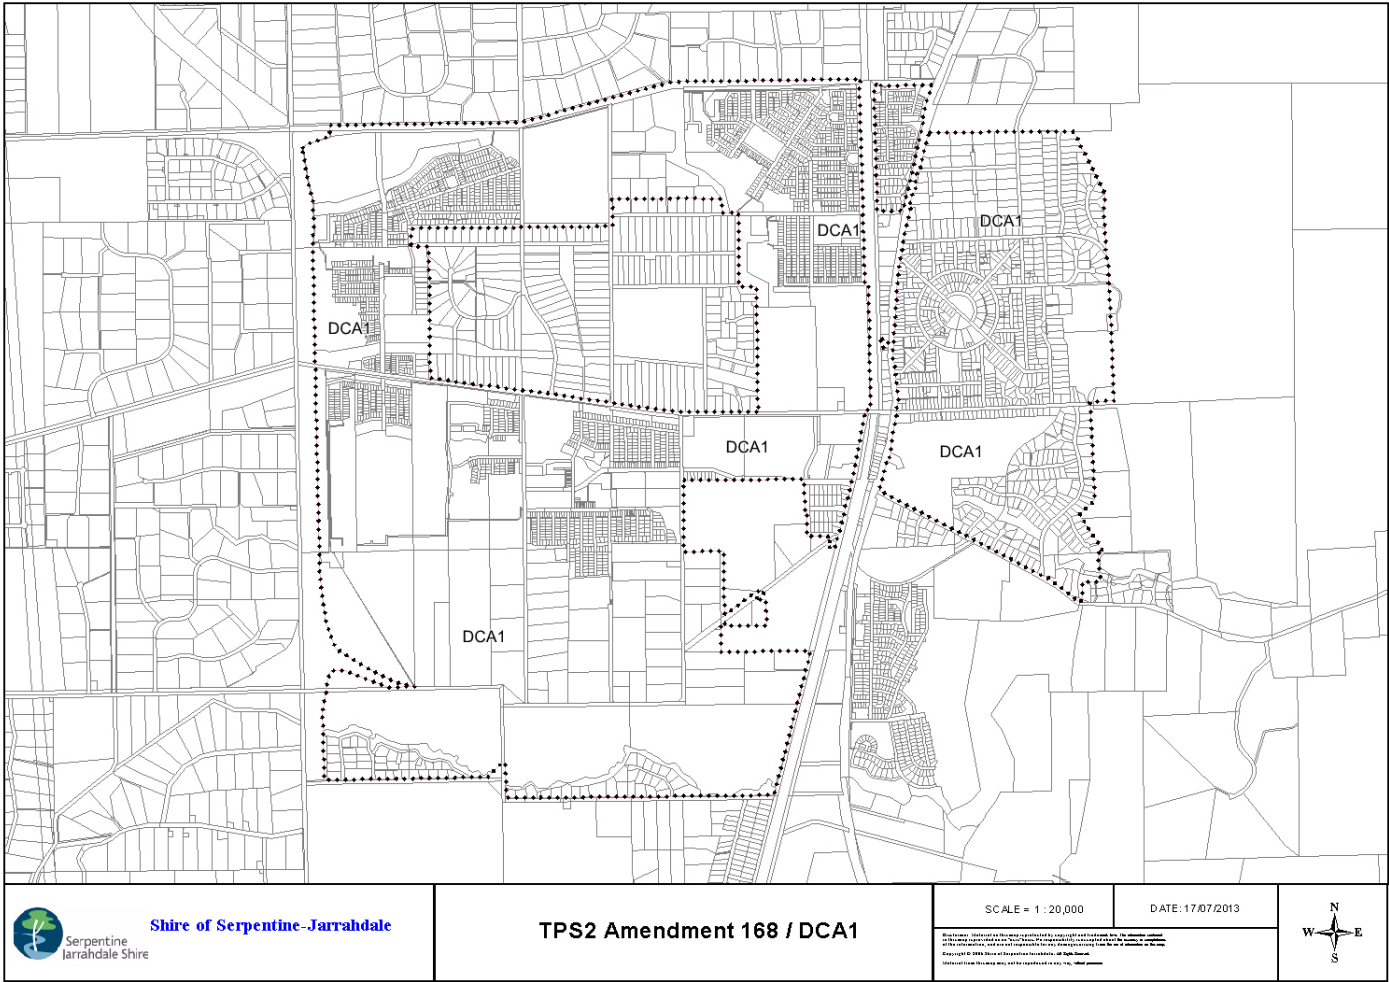 DCA1
DCA1
DCA1
DCA1
DCA1
DCA1
Serpentine
Jarrahdale Shire
Shire of Serpentine-Jarrahdale
TPS2 Amendment 168 / DCA1
SCALE = 1 : 20,000
DATE: 17/07/2013
N
W E
S